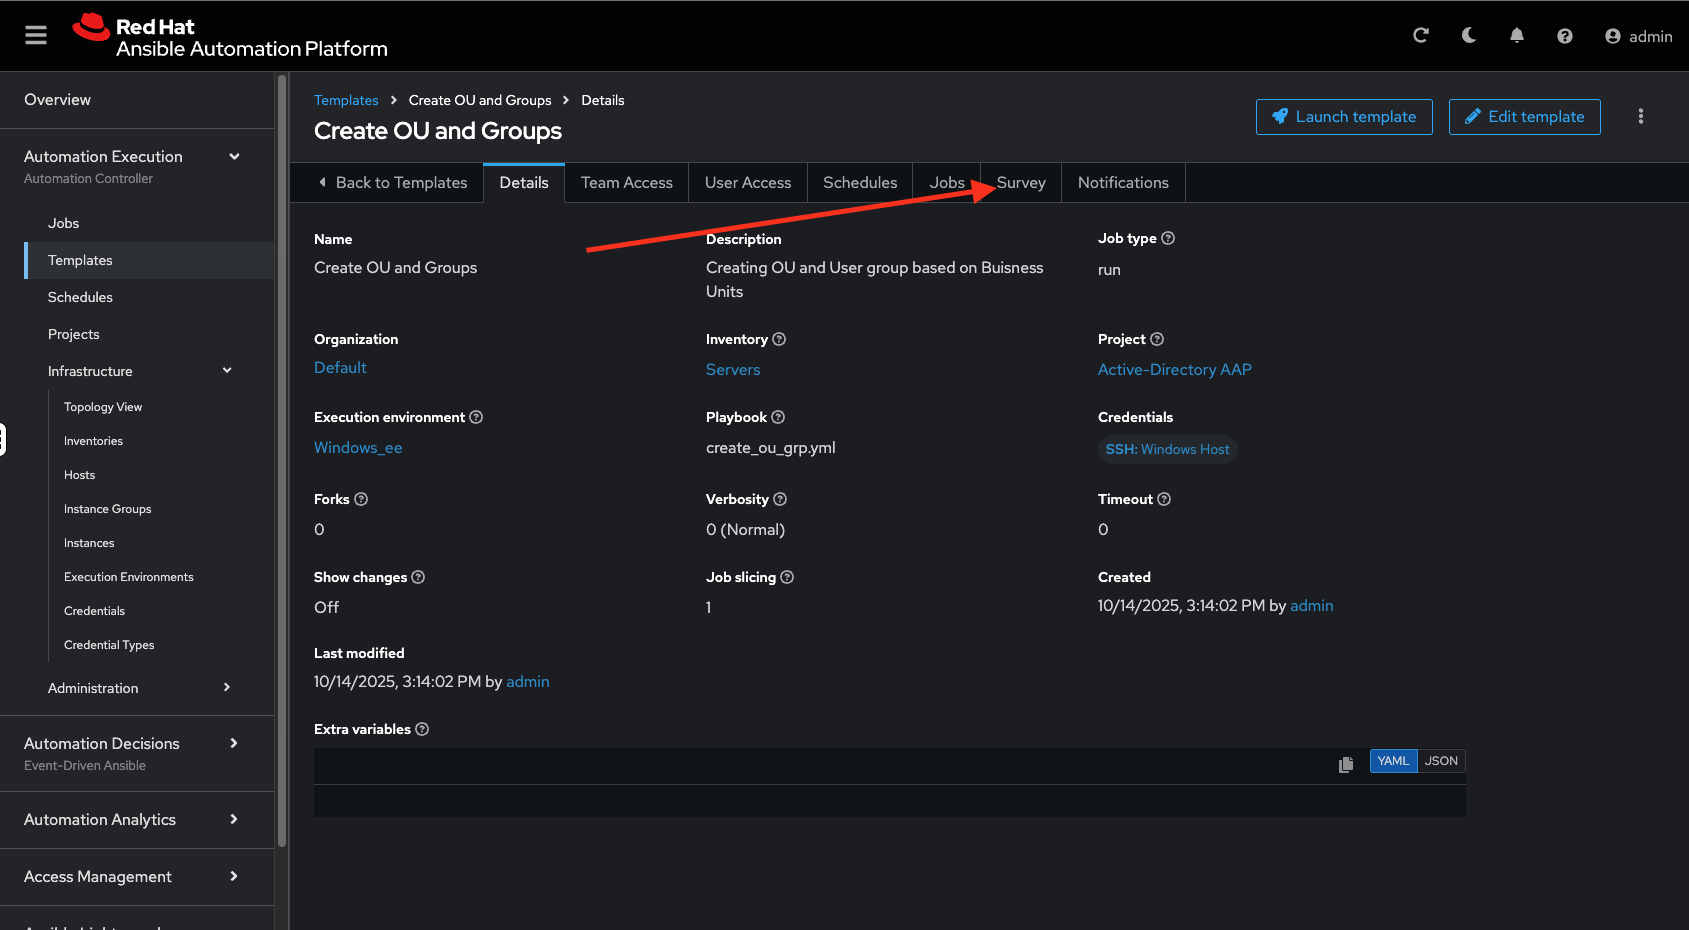 Red Hat
Ansible Automation Platform
admin
Overview
Automation Execution
Automation Controller
Jobs
Templates
Schedules
Projects
Infrastructure
Topology View
Inventories
Hosts
Instance Groups
Instances
Execution Environments
Credentials
Credential Types
Administration
Automation Decisions
Event-Driven Ansible
Automation Analytics
Access Management
Templates > Create OU and Groups > Details
Create OU and Groups
Launch template
Edit template
Back to Templates
Details
Team Access
User Access
Schedules
Jobs
Survey
Notifications
Name
Create OU and Groups
Description
Creating OU and User group based on Buisness
Units
Job type
run
Organization
Default
Inventory
Servers
Project
Active-Directory AAP
Execution environment
Windows_ee
Playbook
create_ou_grp.yml
Credentials
SSH: Windows Host
Forks
0
Verbosity
0 (Normal)
Timeout
0
Show changes
Off
Job slicing
1
Created
10/14/2025, 3:14:02 PM by admin
Last modified
10/14/2025, 3:14:02 PM by admin
Extra variables
YAML
JSON